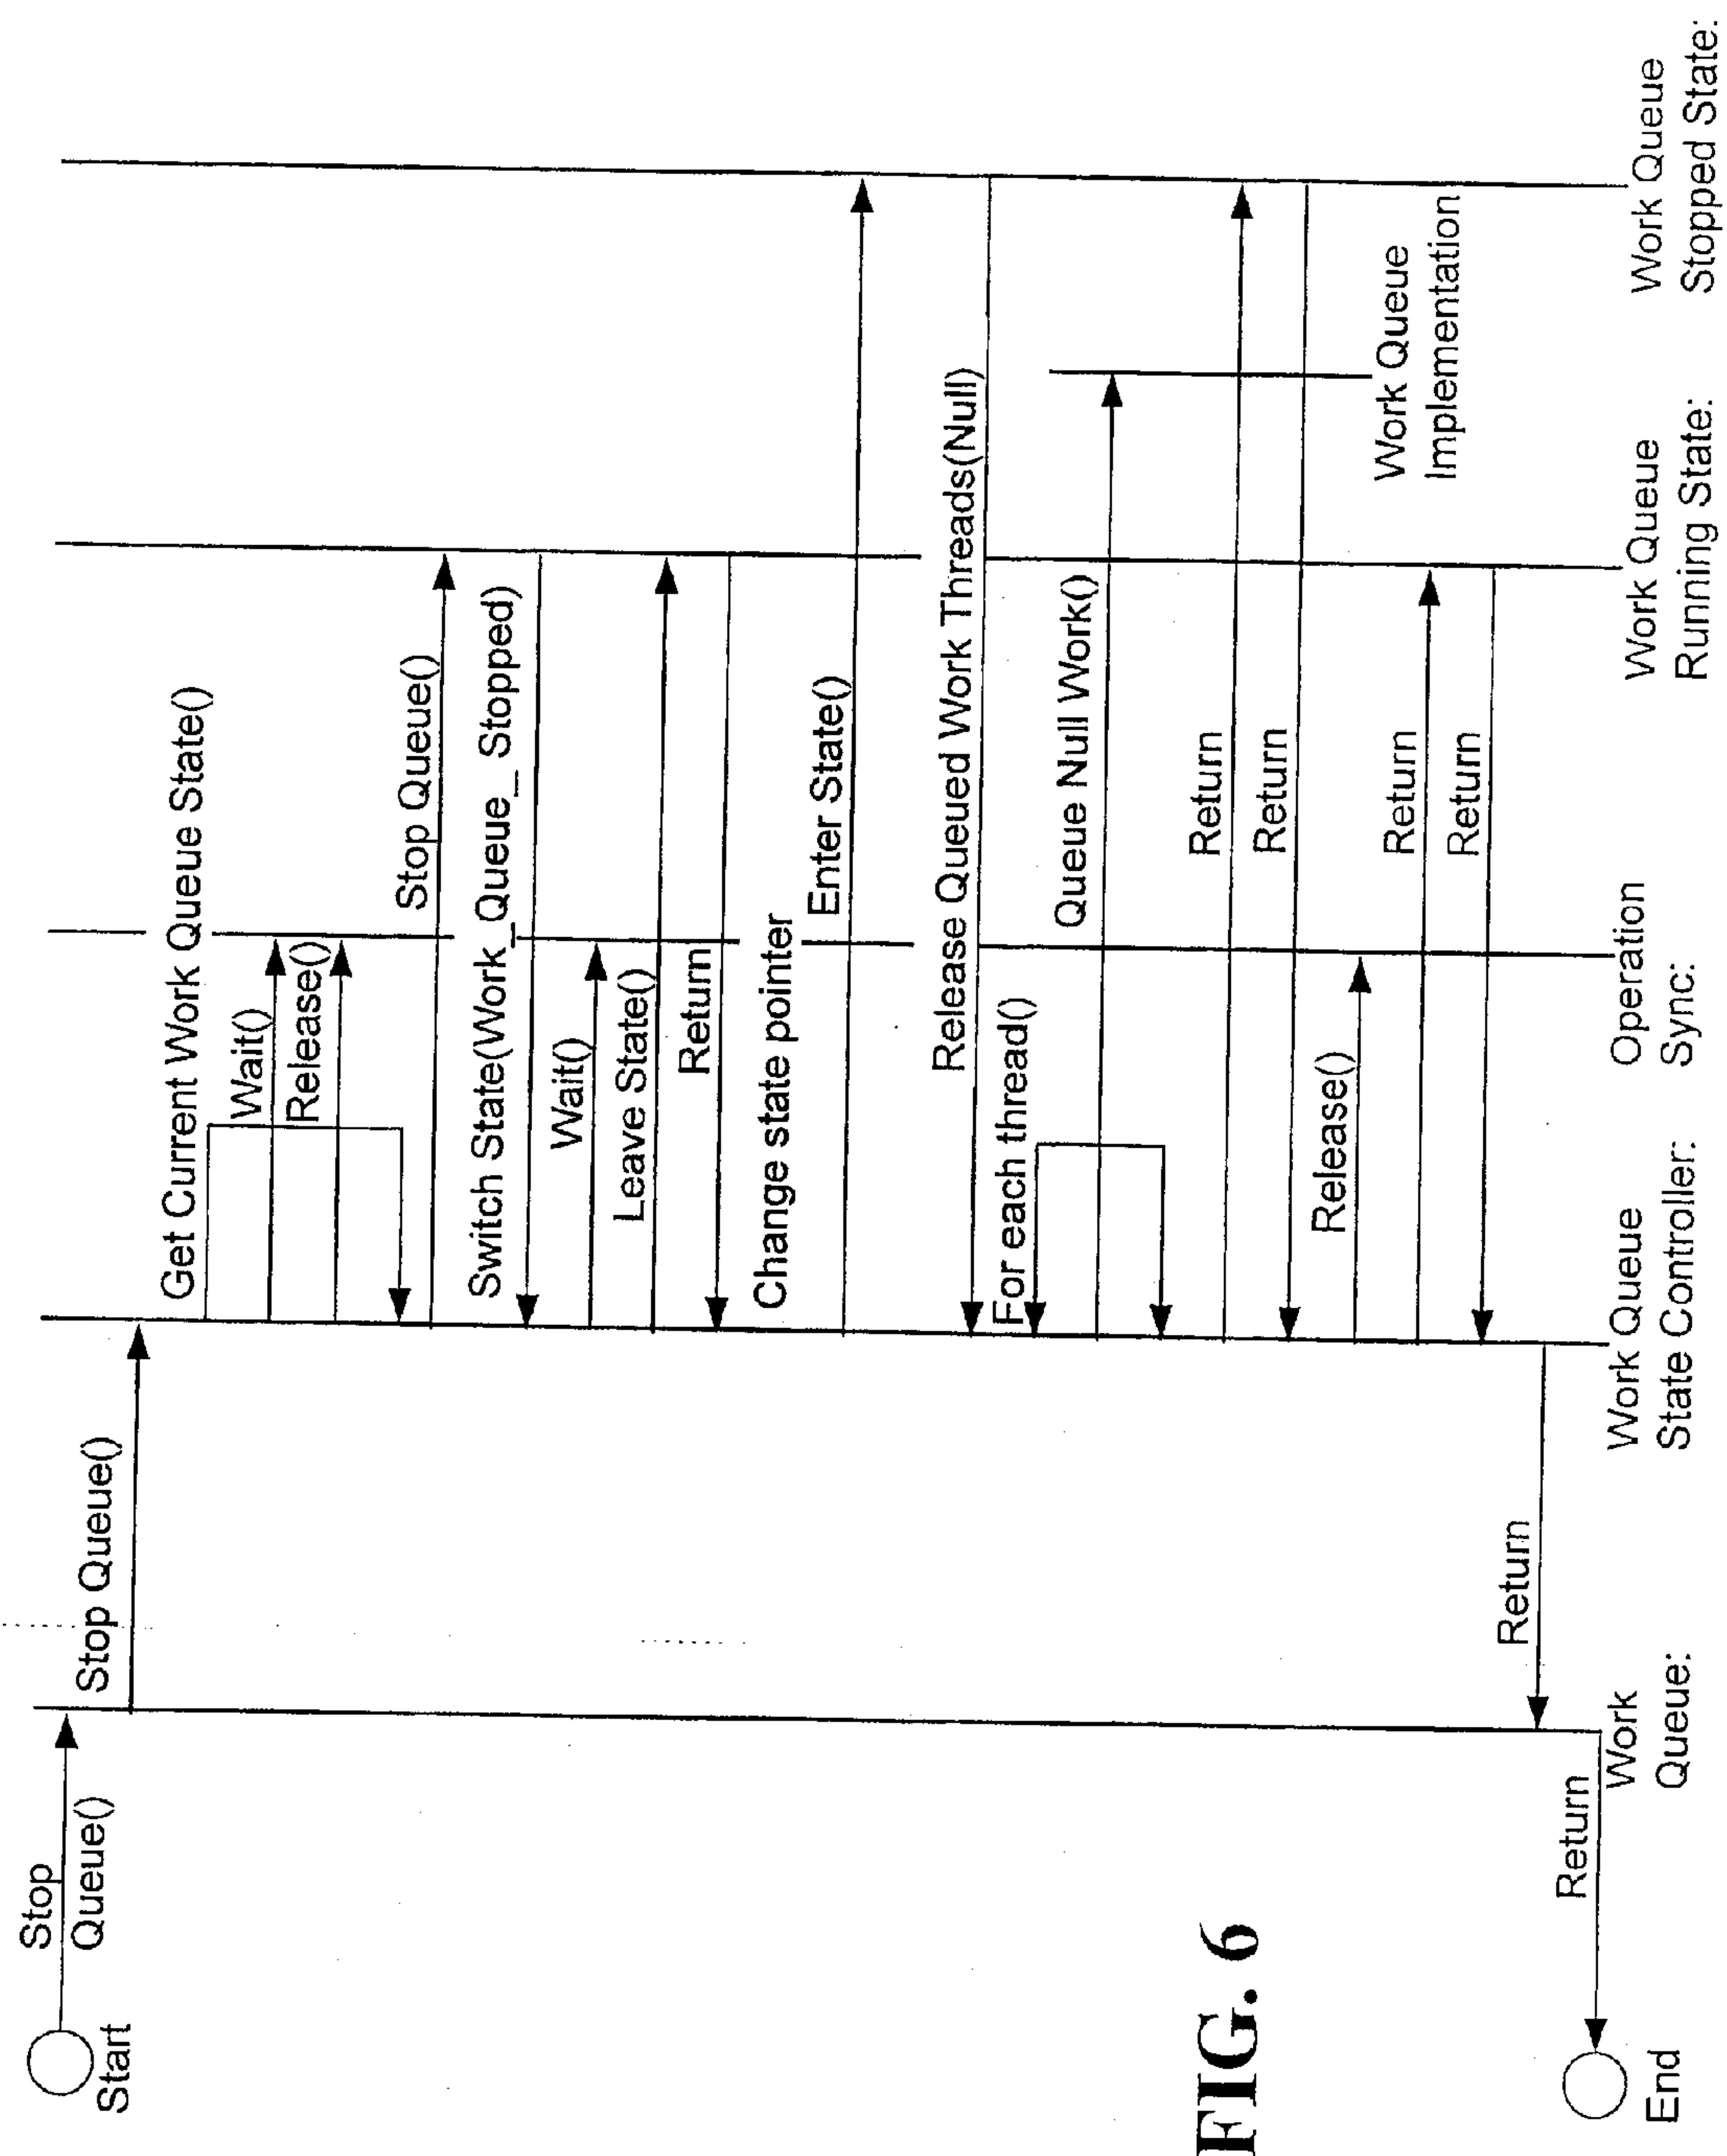 Start
Stop
Queue()
Stop Queue()
Get Current Work Queue State()
Wait()
Release()
Stop Queue()
Switch State(Work_Queue_Stopped)
Wait()
Leave State()
Return
Change state pointer
Enter State()
Release Queued Work Threads(Null)
For each thread()
Queue Null Work()
Work Queue
Implementation
Return
Return
Release()
Return
Return
Return
Return
End
Work
Queue:
Work Queue
State Controller:
Operation
Sync:
Work Queue
Running State:
Work Queue
Stopped State:
FIG. 6